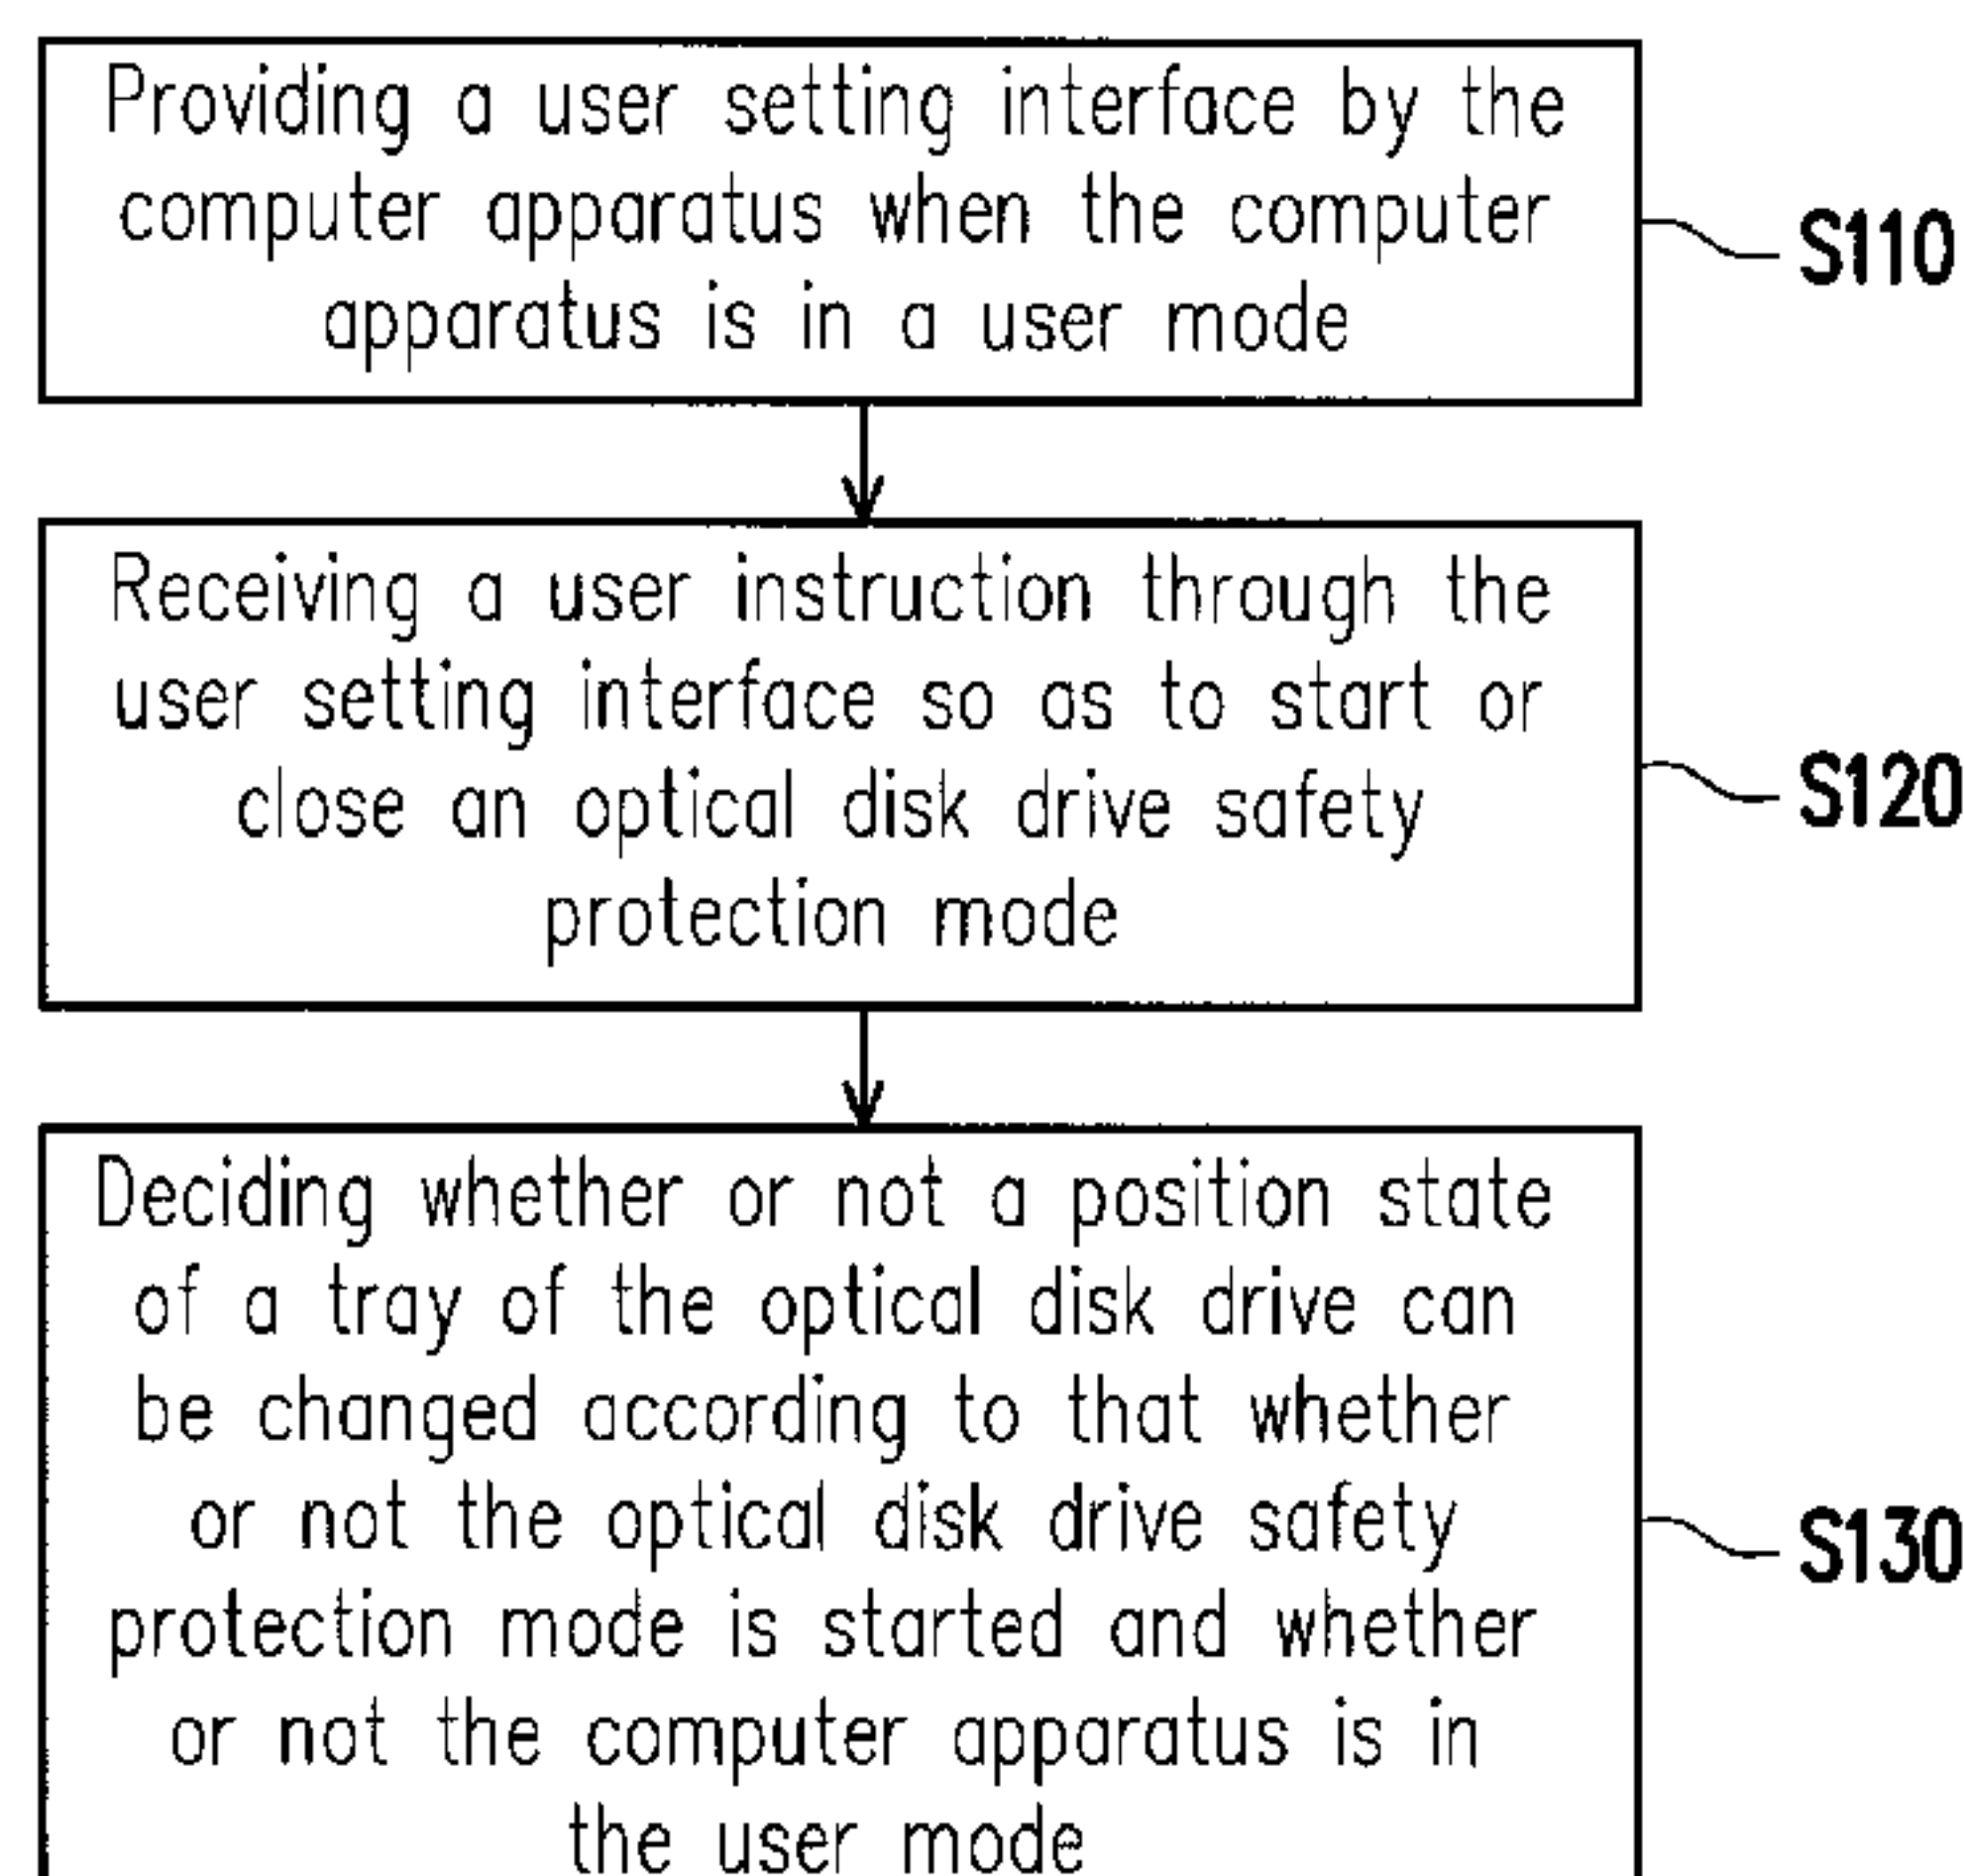 Providing a user setting interface by the
computer apparatus when the computer
apparatus is in a user mode
S110
Receiving a user instruction through the
user setting interface so as to start or
close an optical disk drive safety
protection mode
S120
Deciding whether or not a position state
of a tray of the optical disk drive can
be changed according to that whether
or not the optical disk drive safety
protection mode is started and whether
or not the computer apparatus is in
the user mode
S130